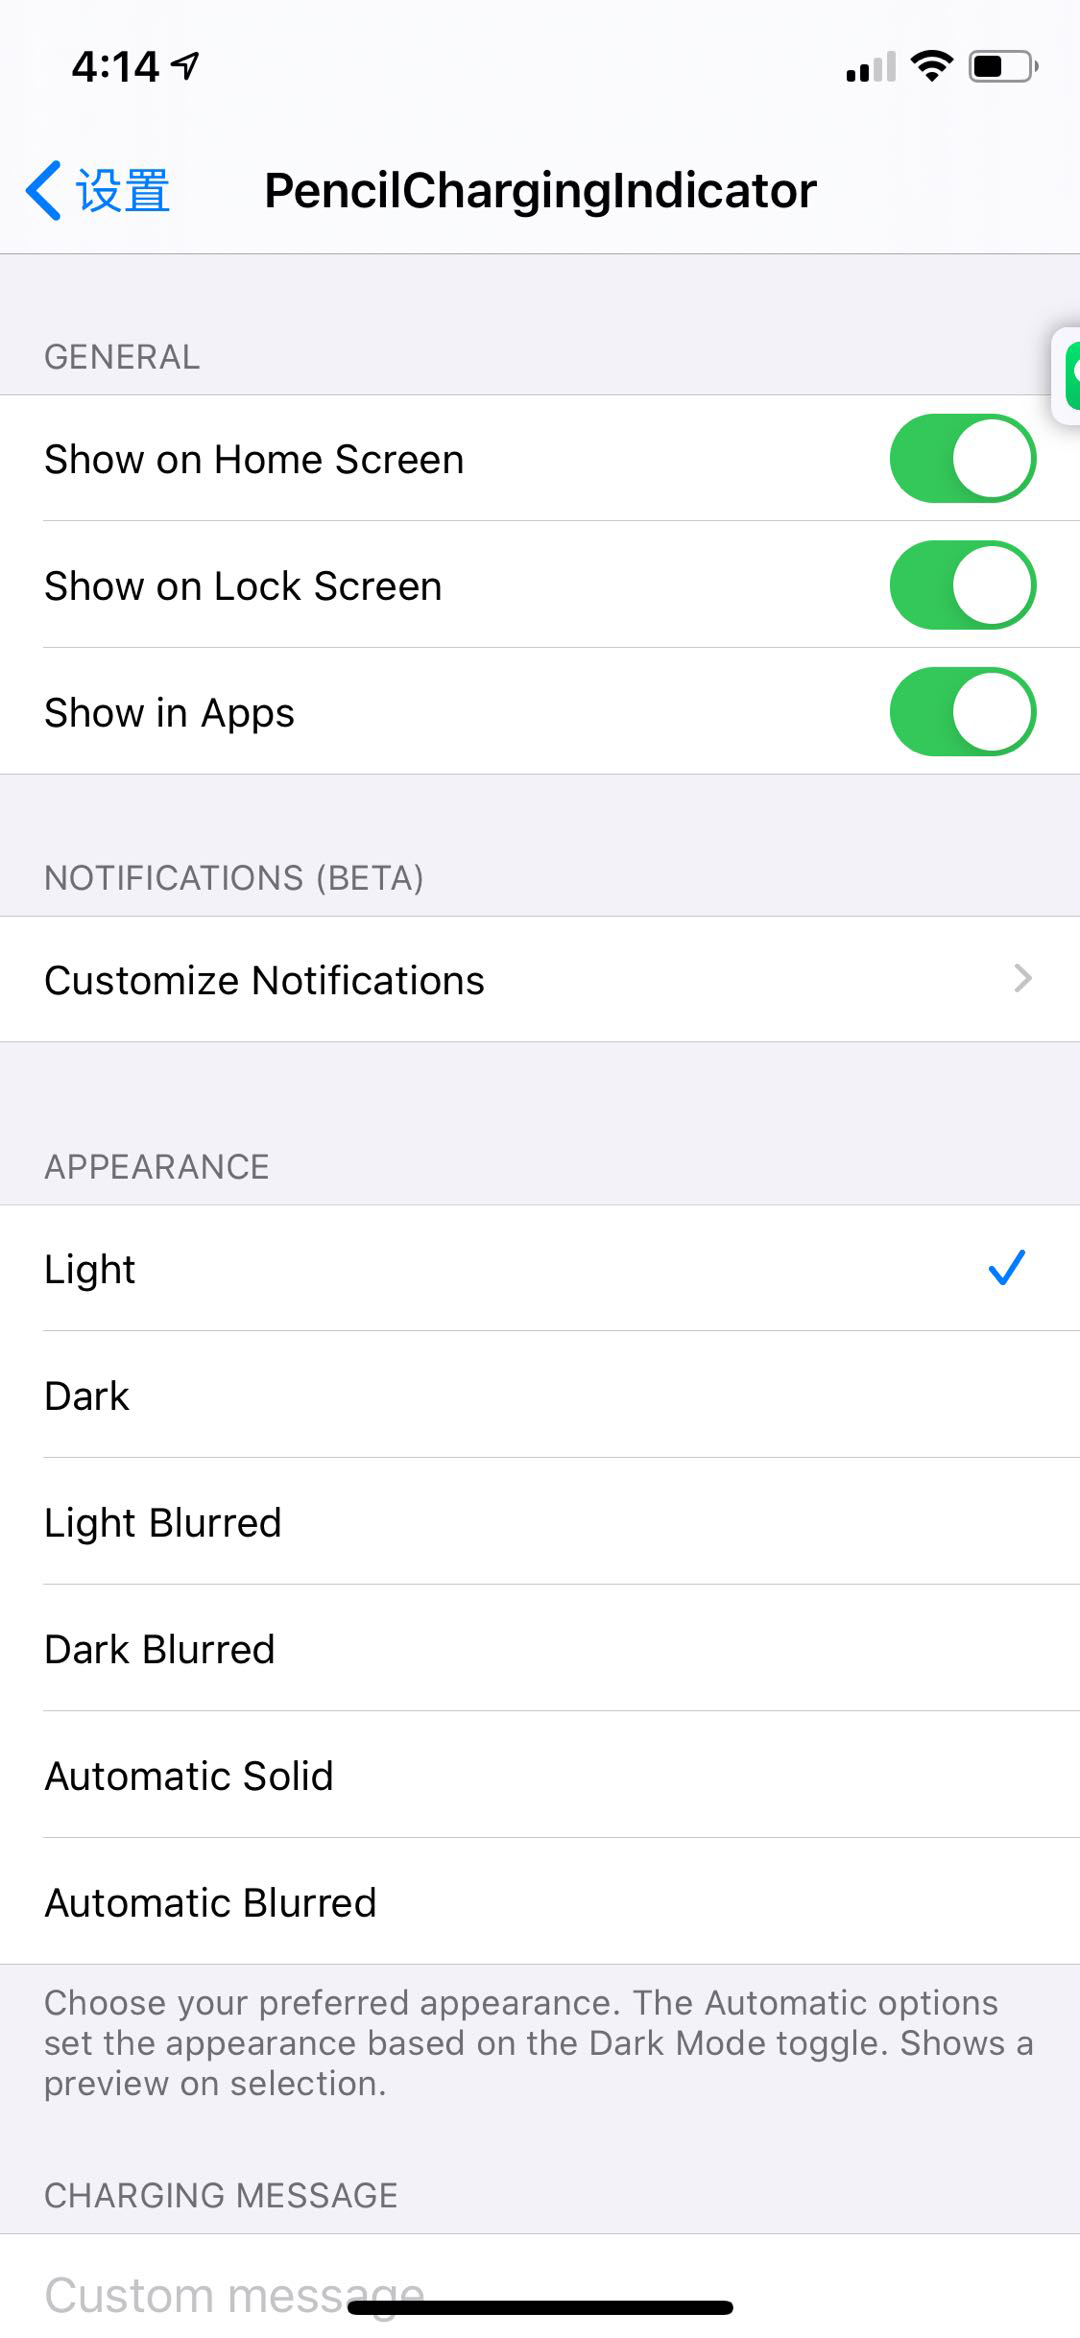 4:14
设置
PencilChargingIndicator
GENERAL
Show on Home Screen
Show on Lock Screen
Show in Apps
NOTIFICATIONS (BETA)
Customize Notifications
APPEARANCE
Light
Dark
Light Blurred
Dark Blurred
Automatic Solid
Automatic Blurred
Choose your preferred appearance. The Automatic options
set the appearance based on the Dark Mode toggle. Shows a
preview on selection.
CHARGING MESSAGE
Custom message